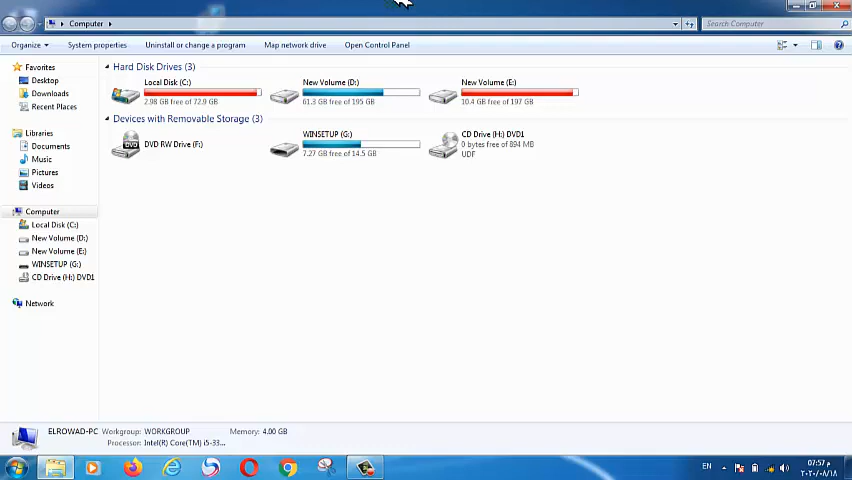 Computer
Search Computer
Organize
System properties
Uninstall or change a program
Map network drive
Open Control Panel
Favorites
Desktop
Downloads
Recent Places
Libraries
Documents
Music
Pictures
Videos
Computer
Local Disk (C:)
New Volume (D:)
New Volume (E:)
WINSETUP (G:)
CD Drive (H:) DVD1
Network
Hard Disk Drives (3)
Local Disk (C:)
2.98 GB free of 72.9 GB
New Volume (D:)
61.3 GB free of 195 GB
New Volume (E:)
10.4 GB free of 197 GB
Devices with Removable Storage (3)
DVD
DVD RW Drive (F:)
WINSETUP (G:)
7.27 GB free of 14.5 GB
CD Drive (H:) DVD1
0 bytes free of 894 MB
UDF
ELROWAD-PC
Workgroup: WORKGROUP
Memory: 4.00 GB
Processor: Intel(R) Core(TM) i5-33...
EN
07:57 م
٢٠٢٠/٠٨/١٨